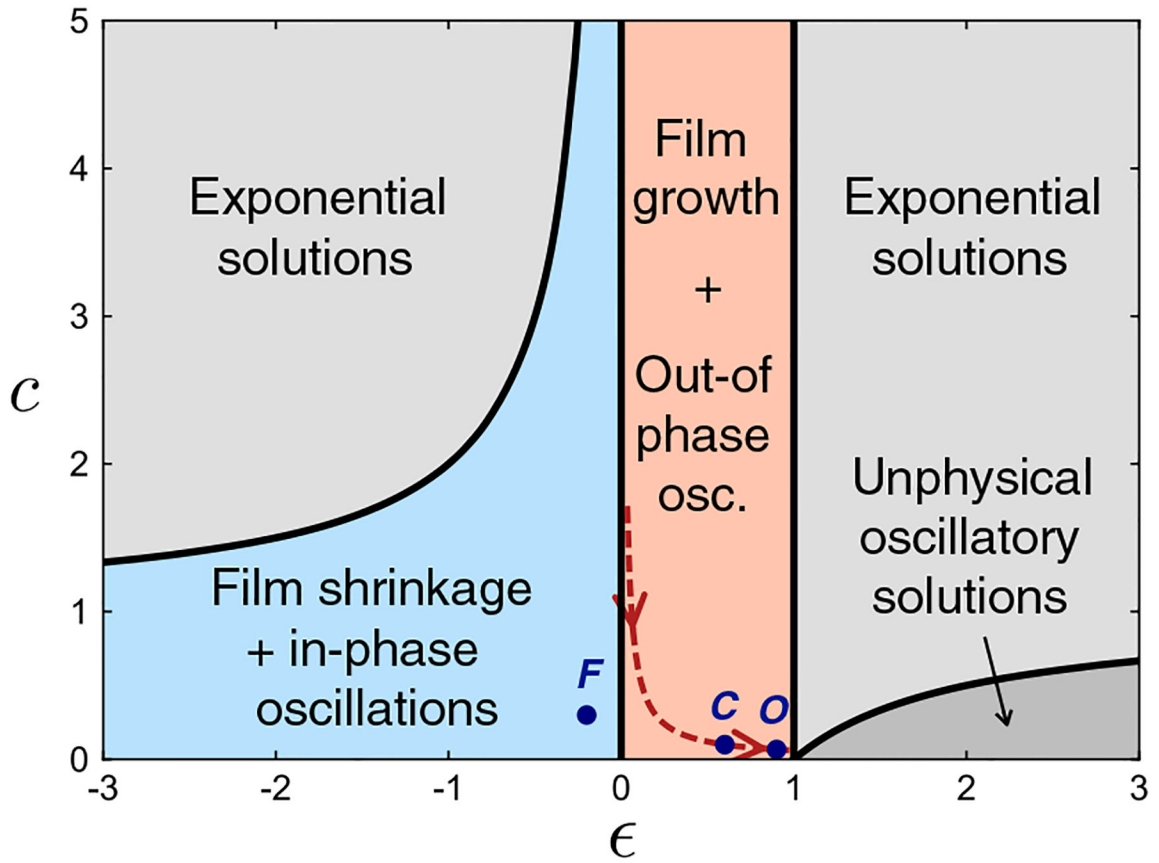 5
4
3
2
1
0
c
Exponential
solutions
Film
growth
+
Out-of
phase
osc.
Exponential
solutions
Unphysical
oscillatory
solutions
Film shrinkage
+ in-phase
oscillations
F
C
O
-3 -2 -1 0 1 2 3
ϵ